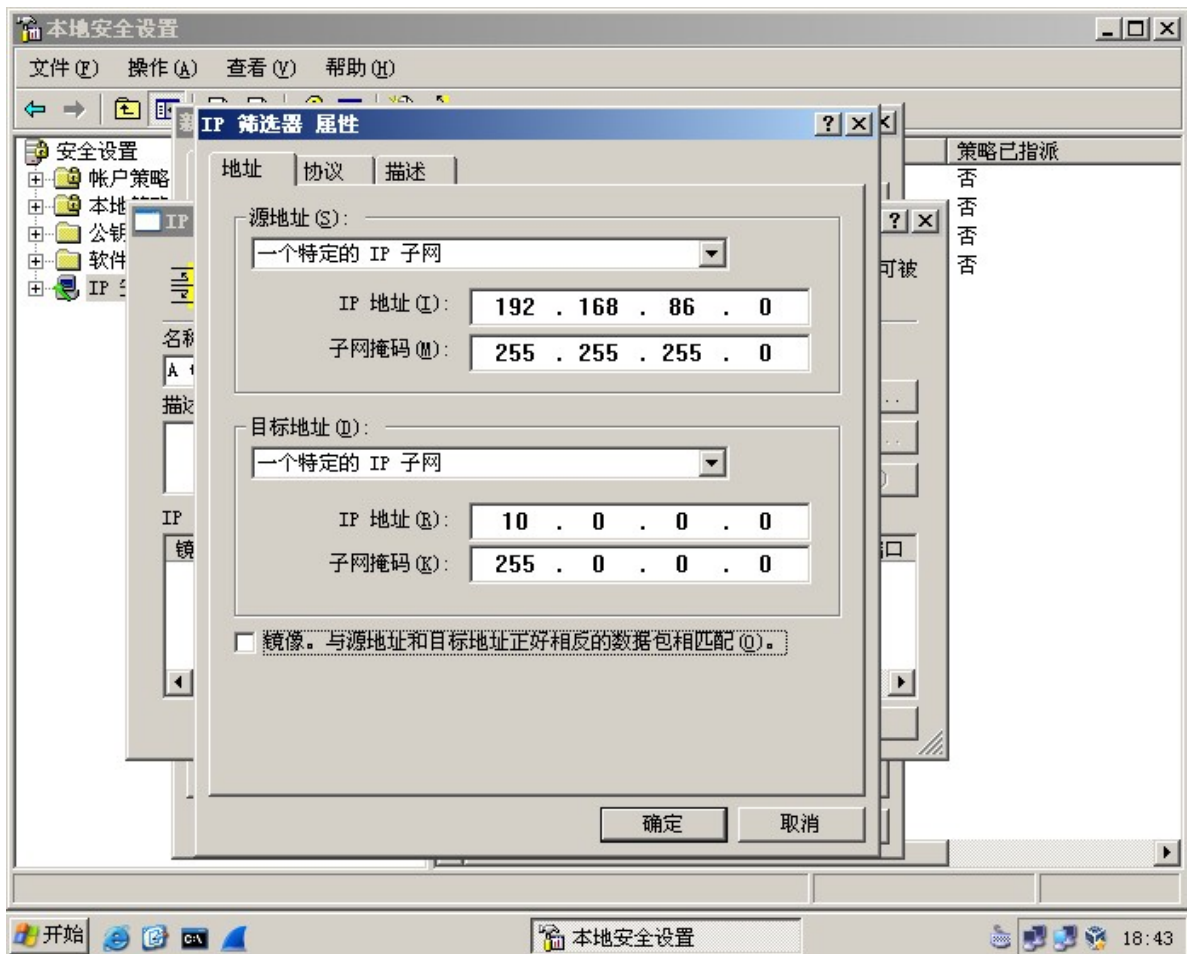 本地安全设置
文件(F) 操作(A) 查看(V) 帮助(H)
IP 筛选器 属性
安全设置
策略已指派
帐户策略
地址 协议 描述
否
本地
否
公钥
IP
源地址(S):
否
软件
一个特定的 IP 子网
可被
否
IP
IP 地址(I): 192 . 168 . 86 . 0
名称
子网掩码(M): 255 . 255 . 255 . 0
A
描述
目标地址(D):
一个特定的 IP 子网
IP
IP 地址(R): 10 . 0 . 0 . 0
镜
子网掩码(K): 255 . 0 . 0 . 0
镜像。与源地址和目标地址正好相反的数据包相匹配(O)。
确定 取消
开始
本地安全设置
18:43